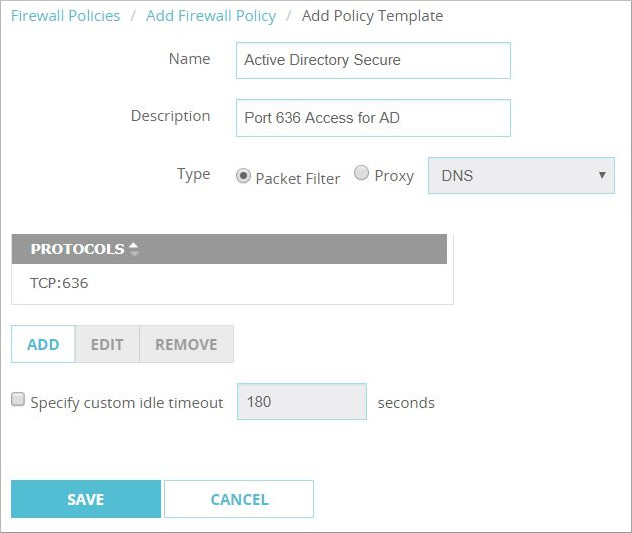 Firewall Policies / Add Firewall Policy / Add Policy Template
Name Active Directory Secure
Description Port 636 Access for AD
Type Packet Filter Proxy DNS
PROTOCOLS
TCP:636
ADD EDIT REMOVE
Specify custom idle timeout 180 seconds
SAVE CANCEL